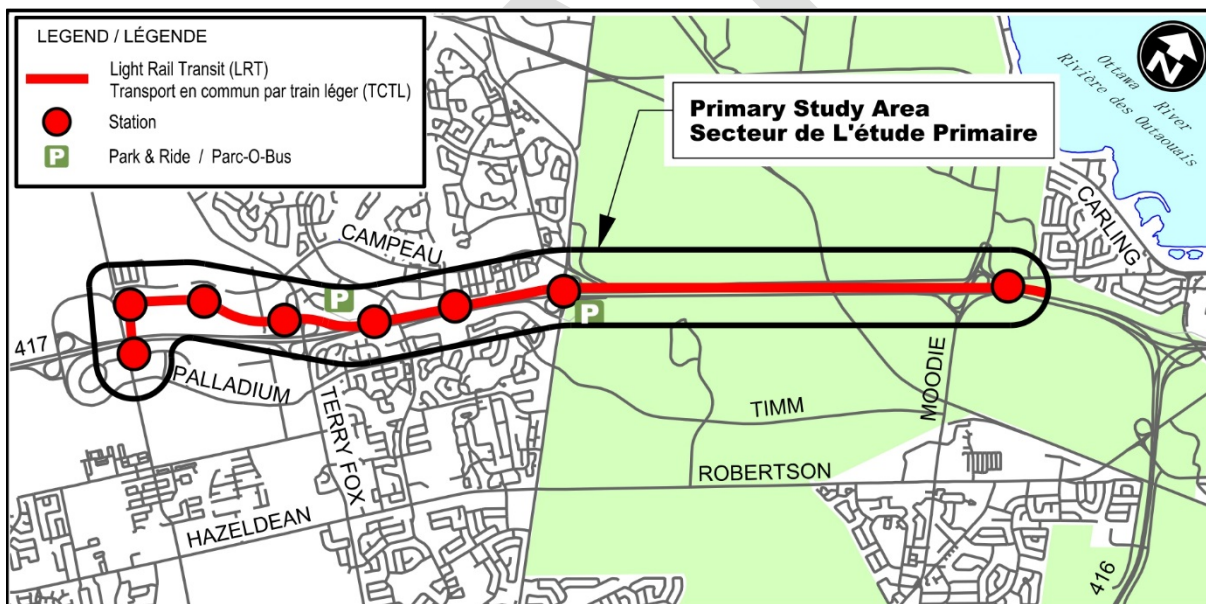 LEGEND / LÉGENDE
Light Rail Transit (LRT)
Transport en commun par train léger (TCTL)
Station
P
Park & Ride / Parc-O-Bus
Primary Study Area
Secteur de L'étude Primaire
N
Ottawa River
Rivière des Outaouais
CARLING
CAMPEAU
P
P
417
PALLADIUM
TERRY FOX
HAZELDEAN
TIMM
MOODIE
ROBERTSON
416